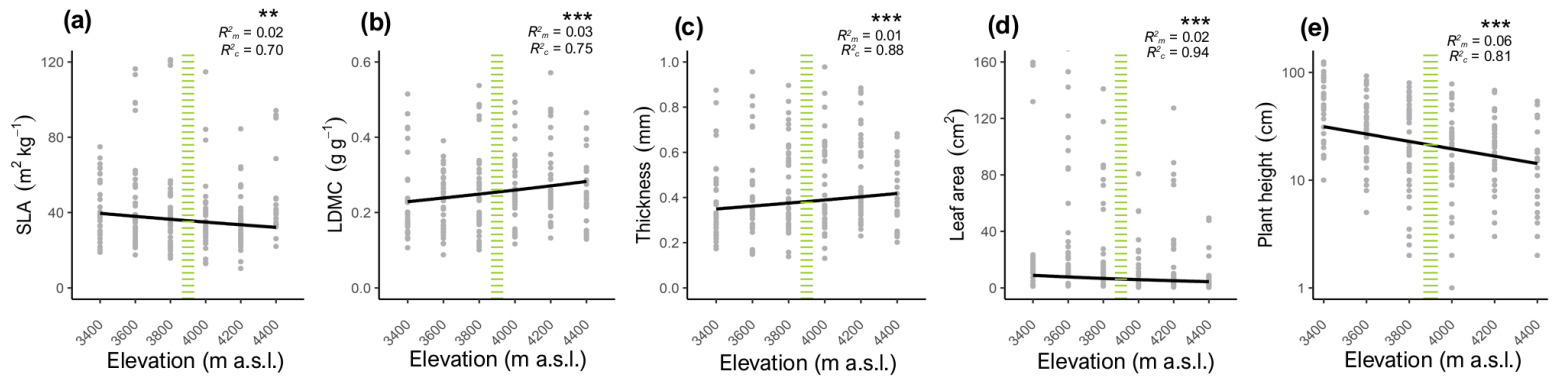 (a)
**
R²m = 0.02
R²c = 0.70
SLA (m² kg⁻¹)
120
80
40
0
3400
3600
3800
4000
4200
4400
Elevation (m a.s.l.)
(b)
***
R²m = 0.03
R²c = 0.75
LDMC (g g⁻¹)
0.6
0.4
0.2
0.0
3400
3600
3800
4000
4200
4400
Elevation (m a.s.l.)
(c)
***
R²m = 0.01
R²c = 0.88
Thickness (mm)
1.0
0.8
0.6
0.4
0.2
0.0
3400
3600
3800
4000
4200
4400
Elevation (m a.s.l.)
(d)
***
R²m = 0.02
R²c = 0.94
Leaf area (cm²)
160
120
80
40
0
3400
3600
3800
4000
4200
4400
Elevation (m a.s.l.)
(e)
***
R²m = 0.06
R²c = 0.81
Plant height (cm)
100
10
1
3400
3600
3800
4000
4200
4400
Elevation (m a.s.l.)